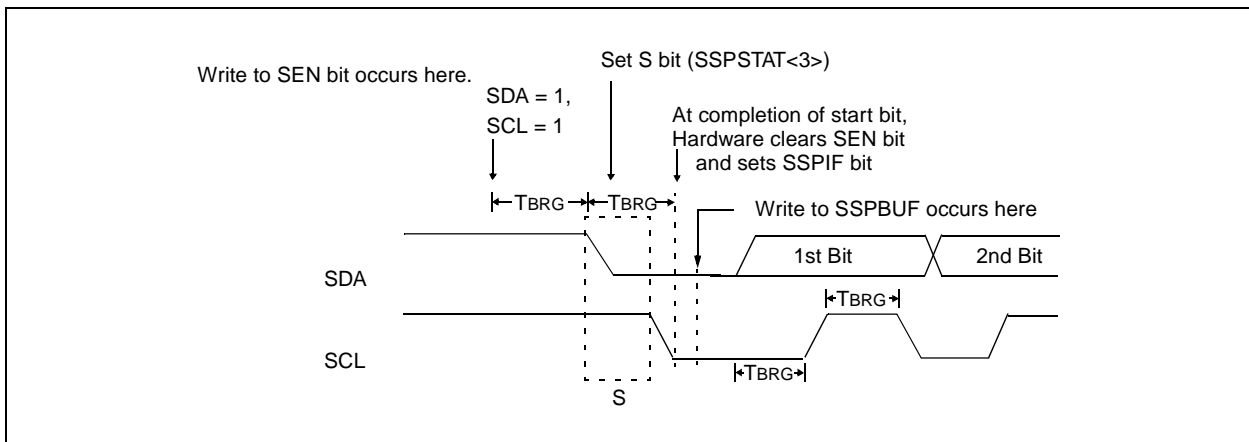 Write to SEN bit occurs here.
Set S bit (SSPSTAT<3>)
SDA = 1,
SCL = 1
At completion of start bit,
Hardware clears SEN bit
and sets SSPIF bit
TBRG
TBRG
Write to SSPBUF occurs here
SDA
1st Bit
2nd Bit
TBRG
SCL
TBRG
S